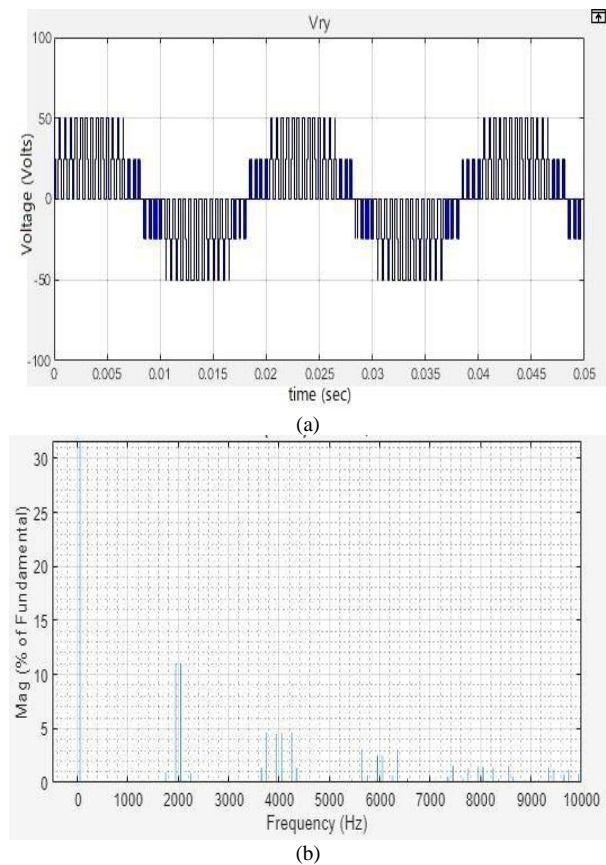 Vry
Voltage (Volts)
100
50
0
-50
-100
0 0.005 0.01 0.015 0.02 0.025 0.03 0.035 0.04 0.045 0.05
time (sec)
(a)
Mag (% of Fundamental)
30
25
20
15
10
5
0
0 1000 2000 3000 4000 5000 6000 7000 8000 9000 10000
Frequency (Hz)
(b)